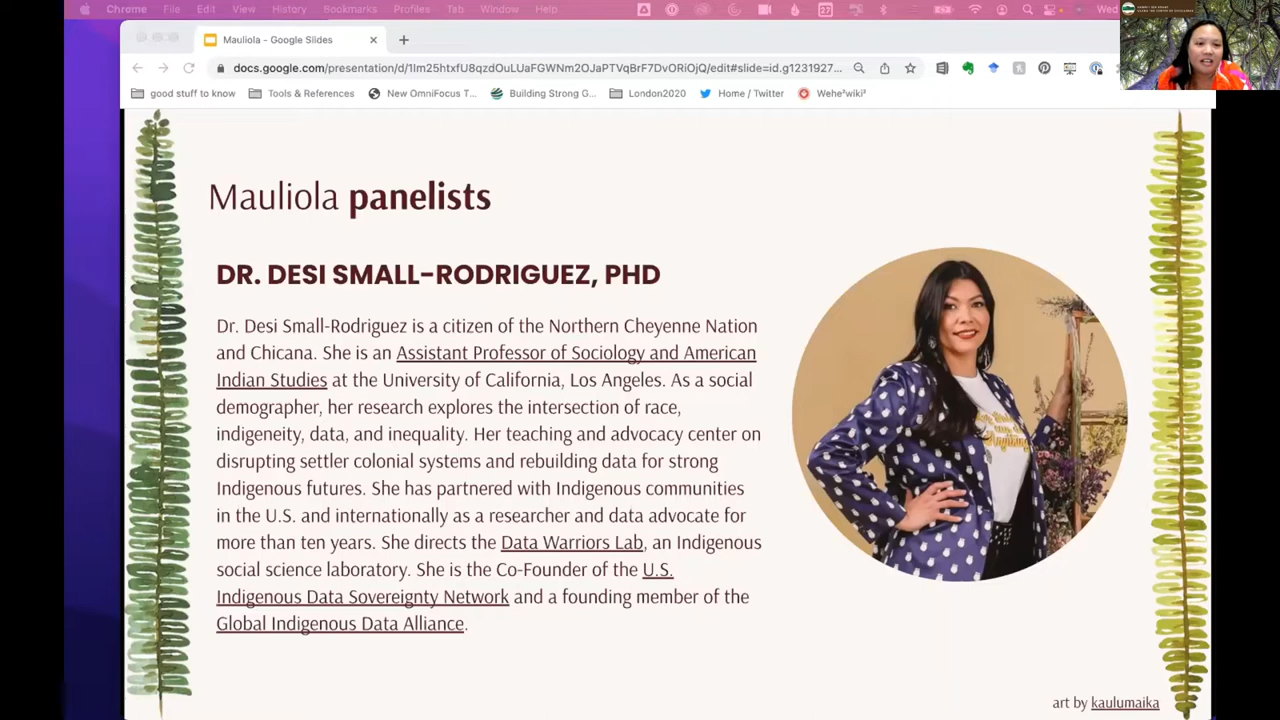 Chrome File Edit View History Bookmarks Profiles Tab Window Help 27 Wed
Mauliola - Google Slides
docs.google.com/presentation/d/
good stuff to know Tools & References New OmniFocus T... Building Strong G... London2020 Home / Twitter Wehe²wiki²
Mauliola panelists
DR. DESI SMALL-RODRIGUEZ, PHD
Dr. Desi Small-Rodriguez is a citizen of the Northern Cheyenne Nation
and Chicana. She is an Assistant Professor of Sociology and American
Indian Studies at the University of California, Los Angeles. As a social
demographer, her research explores the intersection of race,
indigeneity, data, and inequality. Her teaching and advocacy center on
disrupting settler colonial systems and rebuilding data for strong
Indigenous futures. She has partnered with Indigenous communities
in the U.S. and internationally as a researcher and data advocate for
more than ten years. She directs the Data Warriors Lab, an Indigenous
social science laboratory. She is the Co-Founder of the U.S.
Indigenous Data Sovereignty Network and a founding member of the
Global Indigenous Data Alliance.
art by kaulumaika